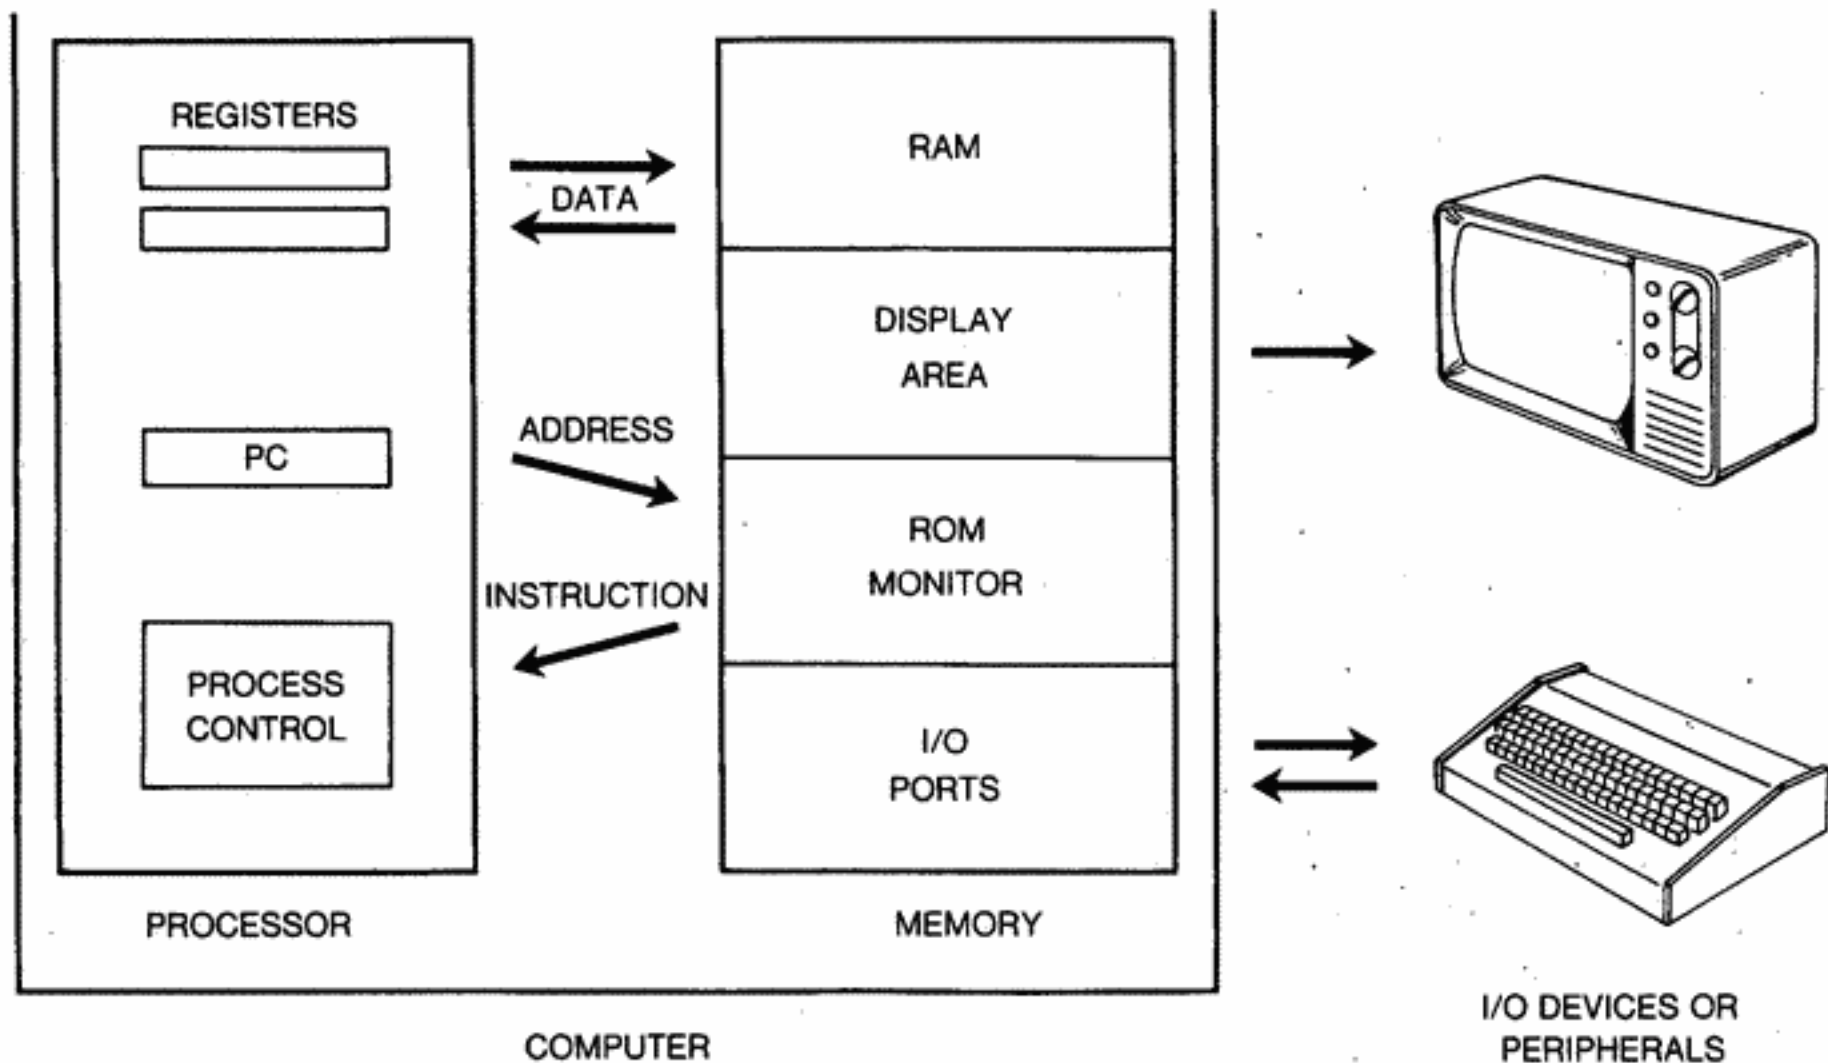 REGISTERS
DATA
PC
ADDRESS
INSTRUCTION
PROCESS
CONTROL
PROCESSOR
RAM
DISPLAY
AREA
ROM
MONITOR
I/O
PORTS
MEMORY
COMPUTER
I/O DEVICES OR
PERIPHERALS